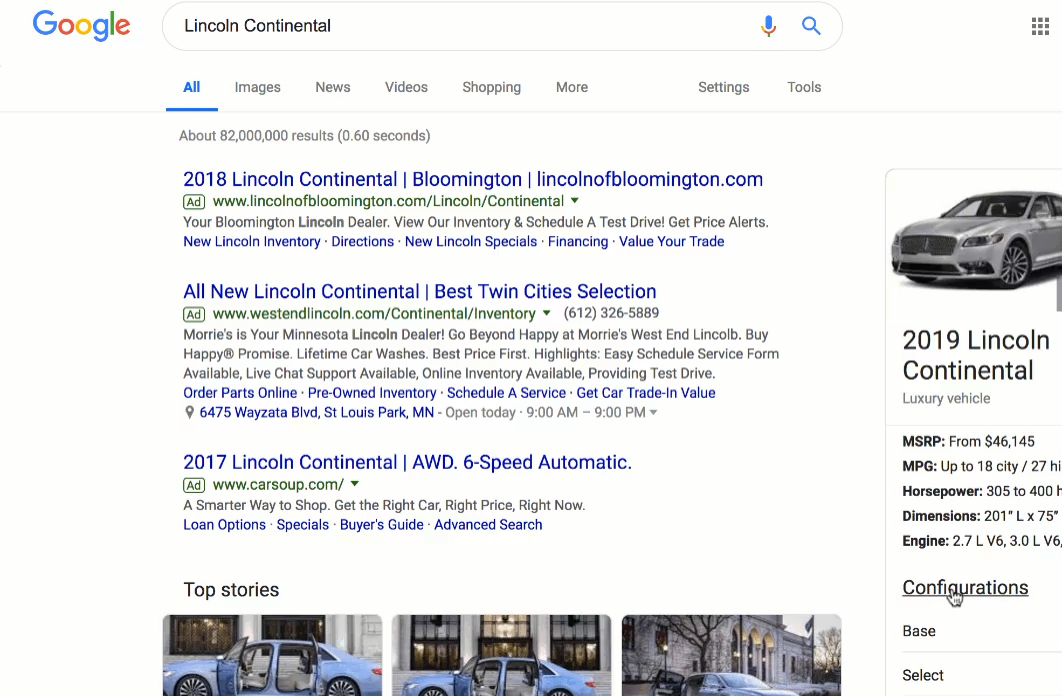 Google
Lincoln Continental
All Images News Videos Shopping More Settings Tools
About 82,000,000 results (0.60 seconds)
2018 Lincoln Continental | Bloomington | lincolnofbloomington.com
Ad www.lincolnofbloomington.com/Lincoln/Continental
Your Bloomington Lincoln Dealer. View Our Inventory & Schedule A Test Drive! Get Price Alerts.
New Lincoln Inventory · Directions · New Lincoln Specials · Financing · Value Your Trade
All New Lincoln Continental | Best Twin Cities Selection
Ad www.westendlincoln.com/Continental/Inventory (612) 326-5889
Morrie's is Your Minnesota Lincoln Dealer! Go Beyond Happy at Morrie's West End Lincolb. Buy
Happy® Promise. Lifetime Car Washes. Best Price First. Highlights: Easy Schedule Service Form
Available, Live Chat Support Available, Online Inventory Available, Providing Test Drive.
Order Parts Online · Pre-Owned Inventory · Schedule A Service · Get Car Trade-In Value
6475 Wayzata Blvd, St Louis Park, MN - Open today · 9:00 AM – 9:00 PM
2017 Lincoln Continental | AWD. 6-Speed Automatic.
Ad www.carsoup.com/
A Smarter Way to Shop. Get the Right Car, Right Price, Right Now.
Loan Options · Specials · Buyer's Guide · Advanced Search
Top stories
2019 Lincoln
Continental
Luxury vehicle
MSRP: From $46,145
MPG: Up to 18 city / 27 hi
Horsepower: 305 to 400 h
Dimensions: 201″ L x 75″
Engine: 2.7 L V6, 3.0 L V6,
Configurations
Base
Select